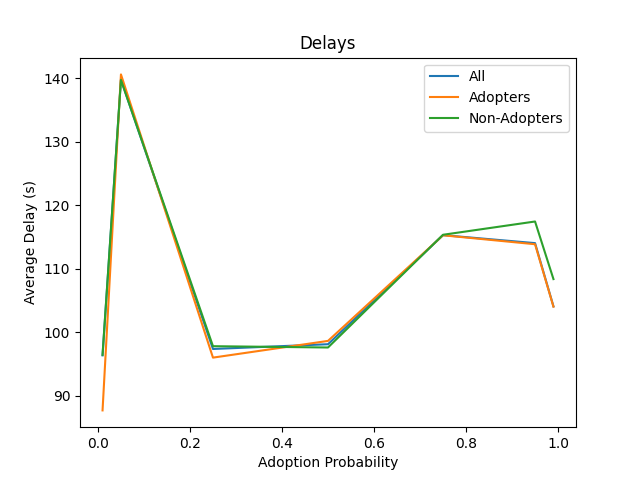 Delays
All
Adopters
Non-Adopters
Average Delay (s)
140
130
120
110
100
90
0.0 0.2 0.4 0.6 0.8 1.0
Adoption Probability